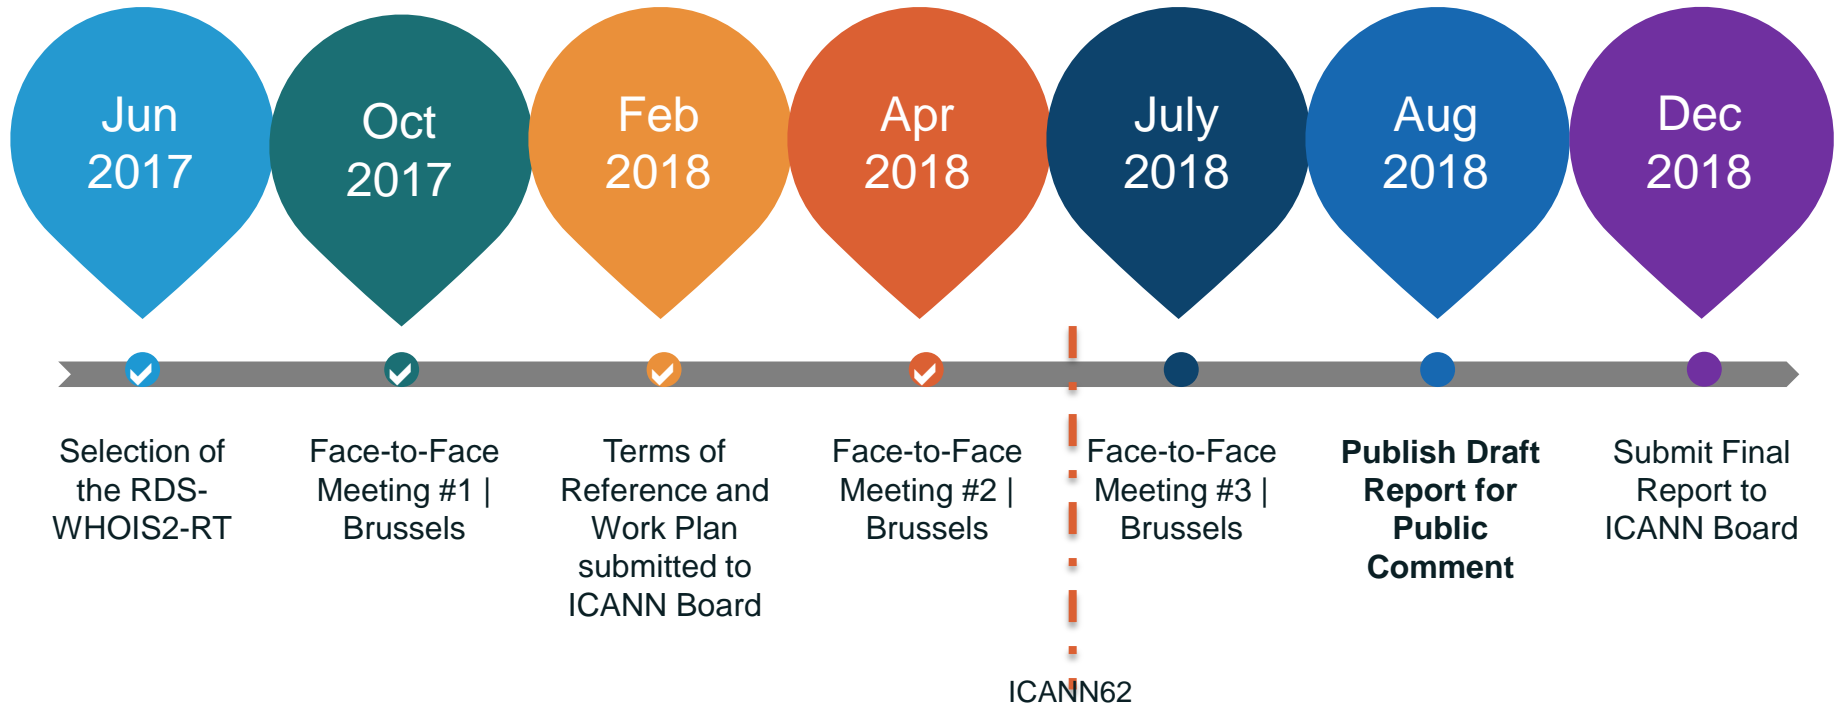 Jun
2017
Oct
2017
Feb
2018
Apr
2018
July
2018
Aug
2018
Dec
2018
Selection of
the RDS-
WHOIS2-RT
Face-to-Face
Meeting #1 |
Brussels
Terms of
Reference and
Work Plan
submitted to
ICANN Board
Face-to-Face
Meeting #2 |
Brussels
Face-to-Face
Meeting #3 |
Brussels
Publish Draft
Report for
Public
Comment
Submit Final
Report to
ICANN Board
ICANN62